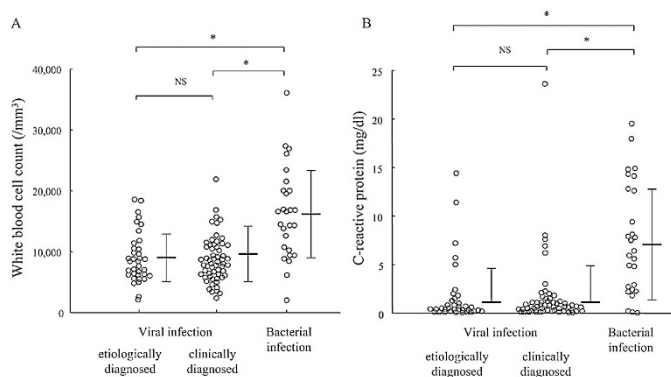 A
*
NS
*
White blood cell count (/mm³)
40,000
30,000
20,000
10,000
0
Viral infection
Bacterial
infection
etiologically
diagnosed
clinically
diagnosed
B
*
NS
*
C-reactive protein (mg/dl)
25
20
15
10
5
0
Viral infection
Bacterial
infection
etiologically
diagnosed
clinically
diagnosed